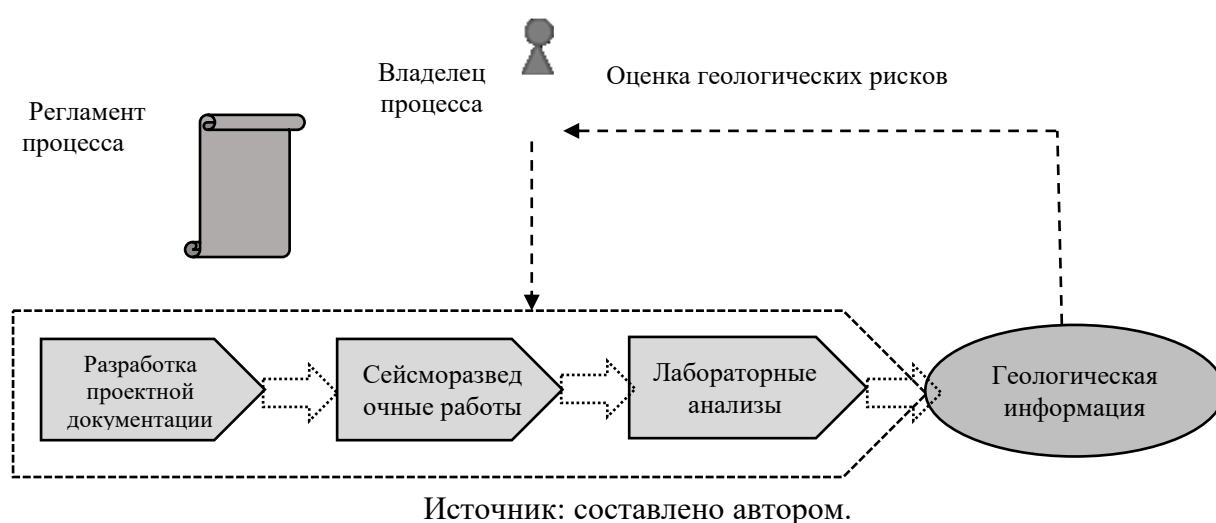 Владелец
процесса
Оценка геологических рисков
Регламент
процесса
Разработка
проектной
документации
Сейсморазвед
очные работы
Лабораторные
анализы
Геологическая
информация
Источник: составлено автором.